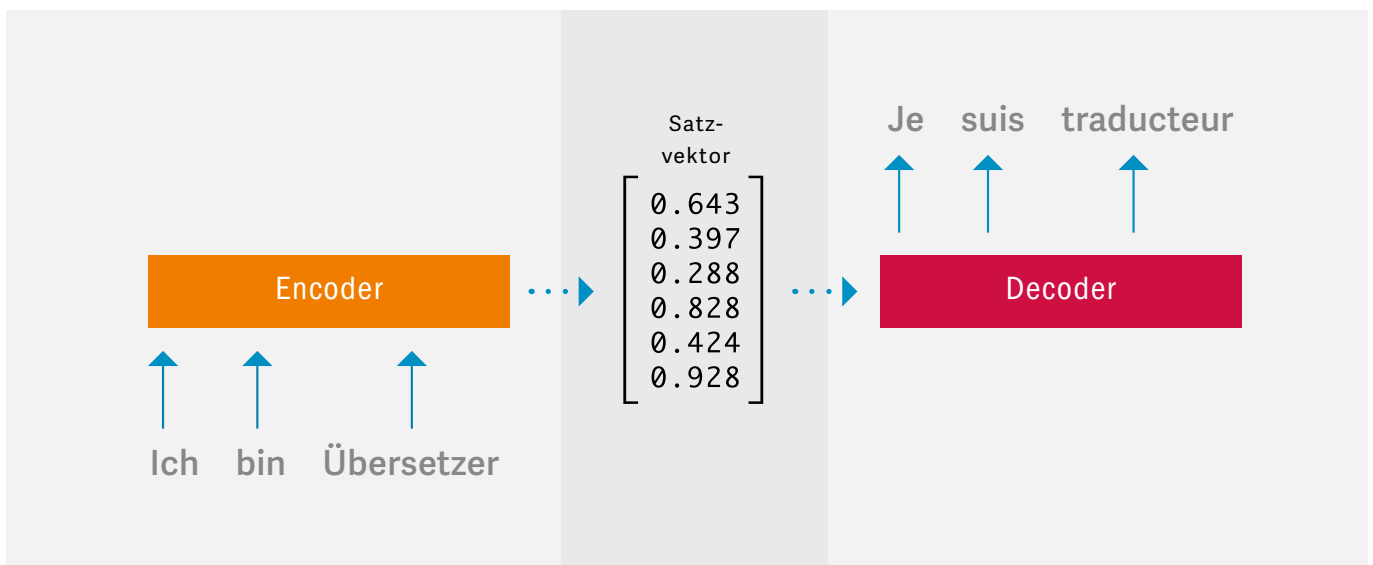 Satz-
vektor
Je suis traducteur
0.643
0.397
0.288
0.828
0.424
0.928
Encoder
Decoder
Ich bin Übersetzer